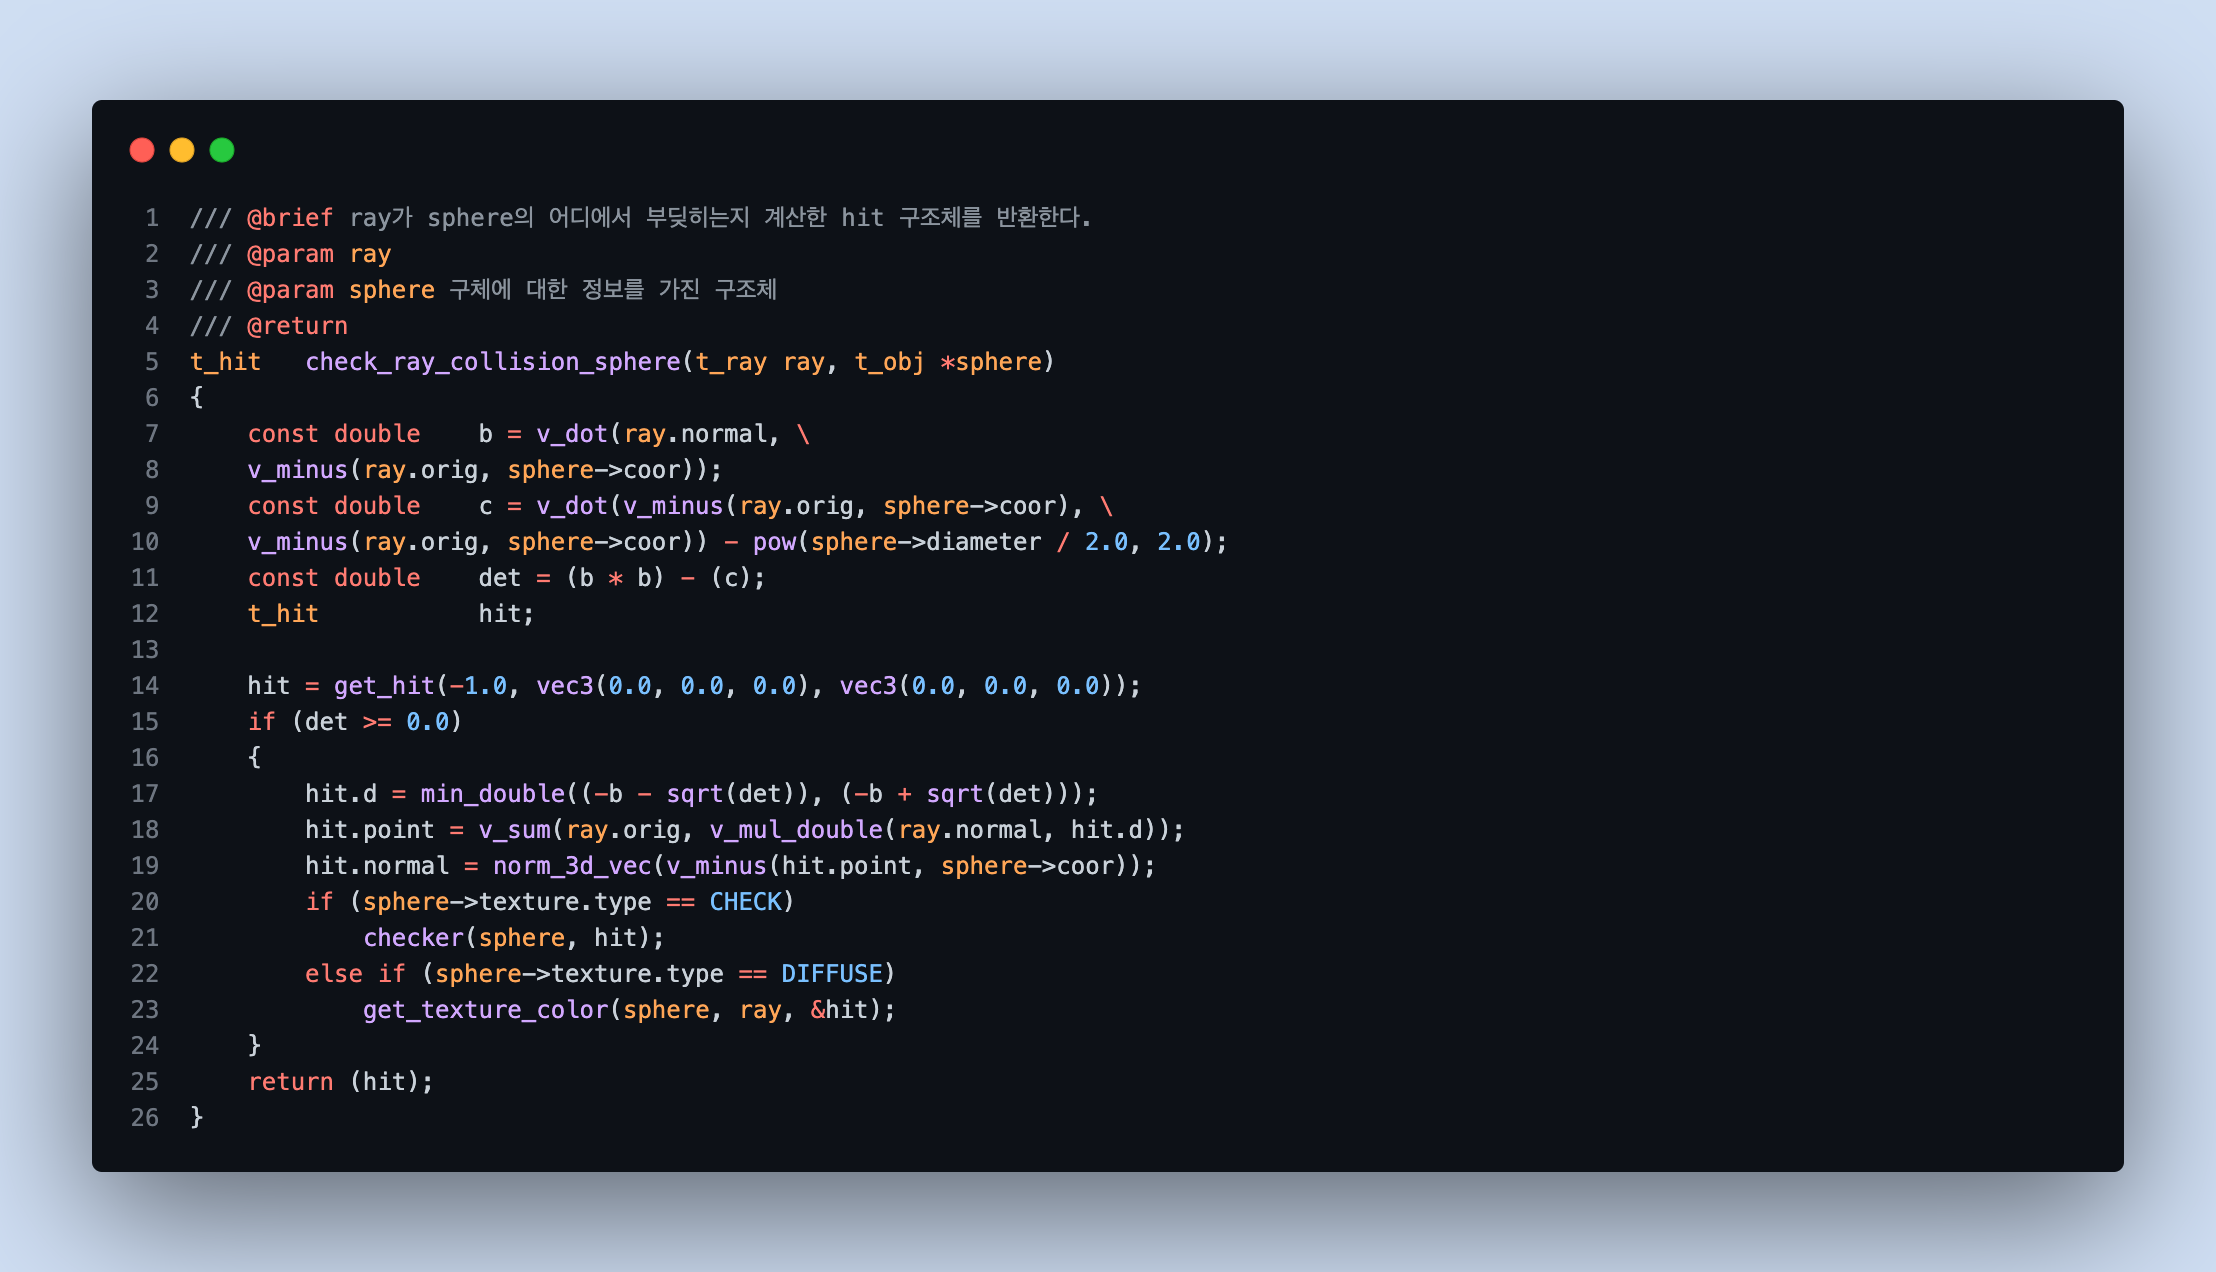 1 /// @brief ray가 sphere의 어디에서 부딪히는지 계산한 hit 구조체를 반환한다.
2 /// @param ray
3 /// @param sphere 구체에 대한 정보를 가진 구조체
4 /// @return
5 t_hit   check_ray_collision_sphere(t_ray ray, t_obj *sphere)
6 {
7     const double    b = v_dot(ray.normal, \
8     v_minus(ray.orig, sphere->coor));
9     const double    c = v_dot(v_minus(ray.orig, sphere->coor), \
10     v_minus(ray.orig, sphere->coor)) - pow(sphere->diameter / 2.0, 2.0);
11     const double    det = (b * b) - (c);
12     t_hit           hit;
13
14     hit = get_hit(-1.0, vec3(0.0, 0.0, 0.0), vec3(0.0, 0.0, 0.0));
15     if (det >= 0.0)
16     {
17         hit.d = min_double((-b - sqrt(det)), (-b + sqrt(det)));
18         hit.point = v_sum(ray.orig, v_mul_double(ray.normal, hit.d));
19         hit.normal = norm_3d_vec(v_minus(hit.point, sphere->coor));
20         if (sphere->texture.type == CHECK)
21             checker(sphere, hit);
22         else if (sphere->texture.type == DIFFUSE)
23             get_texture_color(sphere, ray, &hit);
24     }
25     return (hit);
26 }